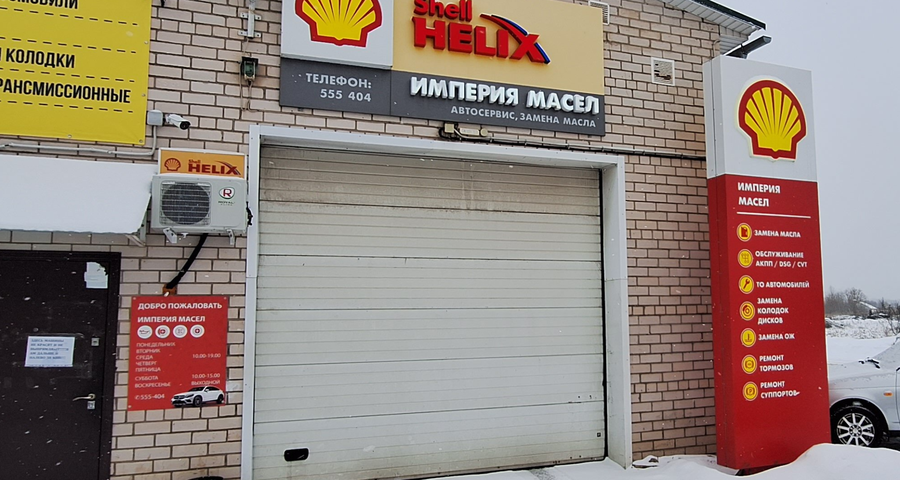 МОБИЛИ
КОЛОДКИ
РАНСМИССИОННЫЕ
Shell
HELIX
ТЕЛЕФОН:
555 404
ИМПЕРИЯ МАСЕЛ
АВТОСЕРВИС, ЗАМЕНА МАСЛА
Shell
HELIX
ДОБРО ПОЖАЛОВАТЬ
ИМПЕРИЯ МАСЕЛ
ПОНЕДЕЛЬНИК
ВТОРНИК
СРЕДА 10.00-19.00
ЧЕТВЕРГ
ПЯТНИЦА
СУББОТА 10.00-15.00
ВОСКРЕСЕНЬЕ ВЫХОДНОЙ
555-404
ИМПЕРИЯ
МАСЕЛ
ЗАМЕНА МАСЛА
ОБСЛУЖИВАНИЕ
АКПП / DSG / CVT
ТО АВТОМОБИЛЕЙ
ЗАМЕНА
КОЛОДОК
ДИСКОВ
ЗАМЕНА ОЖ
РЕМОНТ
ТОРМОЗОВ
РЕМОНТ
СУППОРТОВ